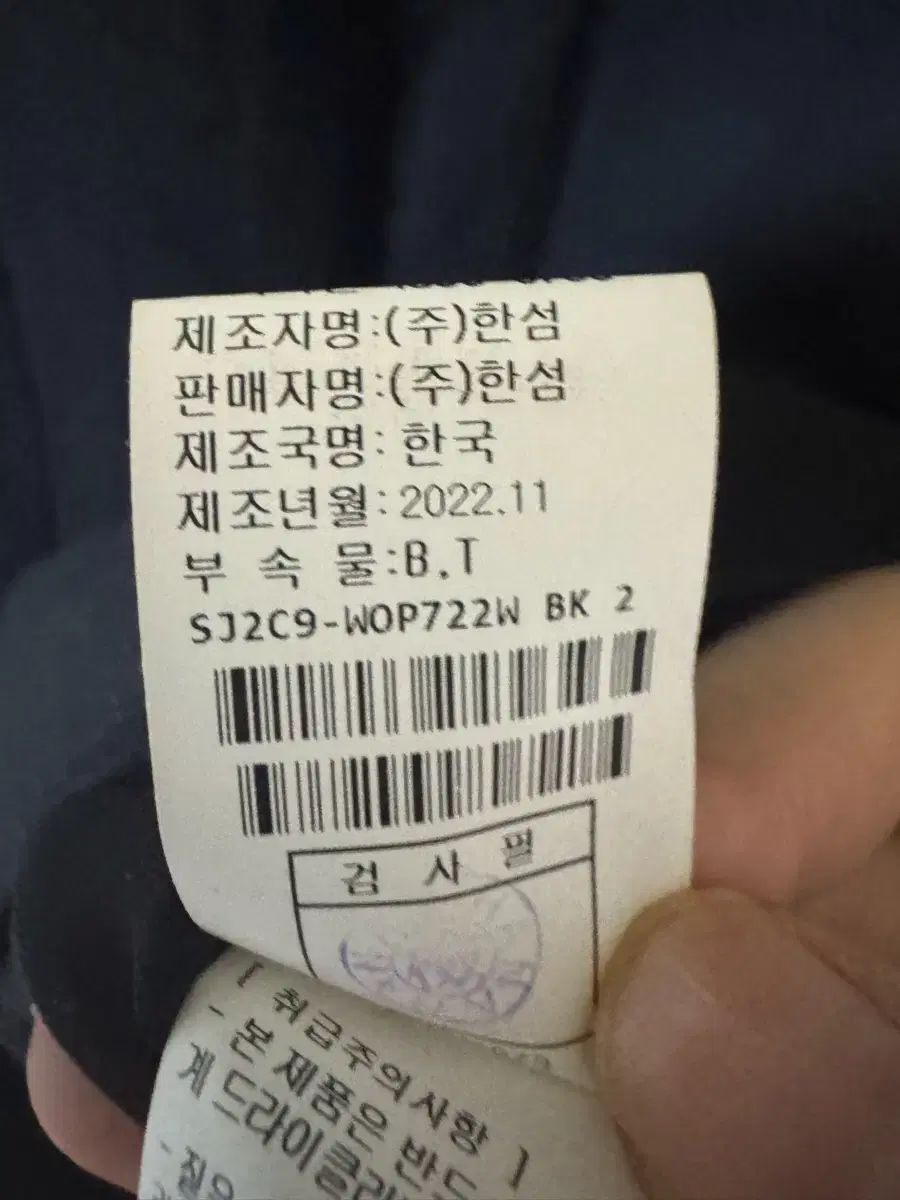 제조자명:(주)한섬
판매자명:(주)한섬
제조국명: 한국
제조년월: 2022.11
부 속 물:B.T
SJ2C9-WOP722W BK 2
검 사 필
[ 취급주의사항 ]
- 본 제품은 반드
계 드라이클리